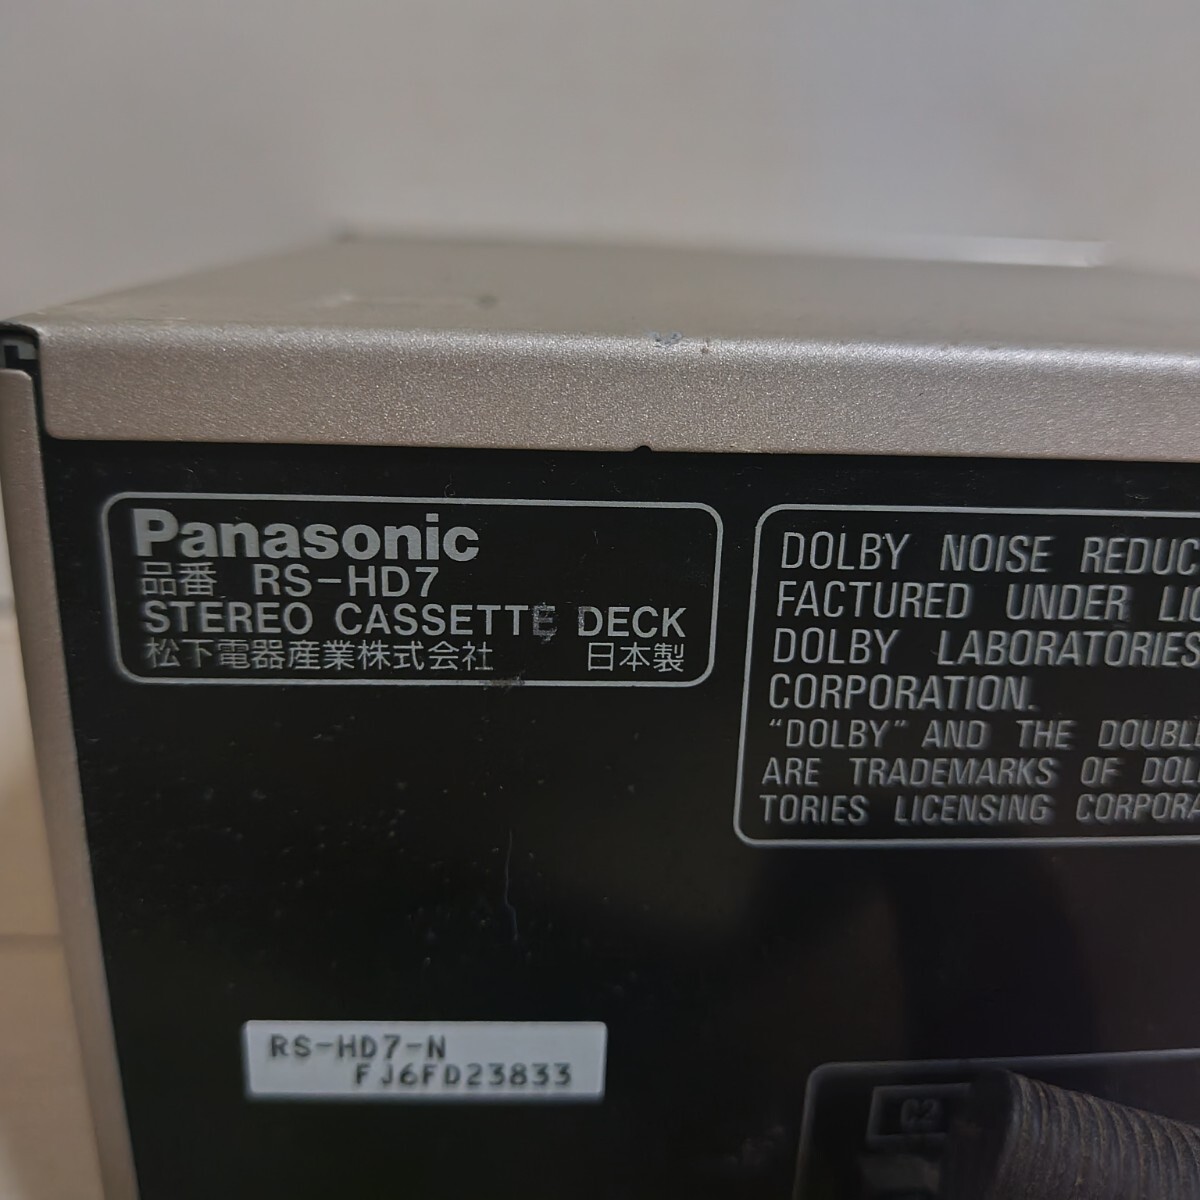 Panasonic
品番 RS-HD7
STEREO CASSETTE DECK
松下電器産業株式会社 日本製
DOLBY NOISE REDUC
FACTURED UNDER LIC
DOLBY LABORATORIES
CORPORATION.
"DOLBY" AND THE DOUBLE
ARE TRADEMARKS OF DOL
TORIES LICENSING CORPORA
RS-HD7-N
FJ6FD23833
C2